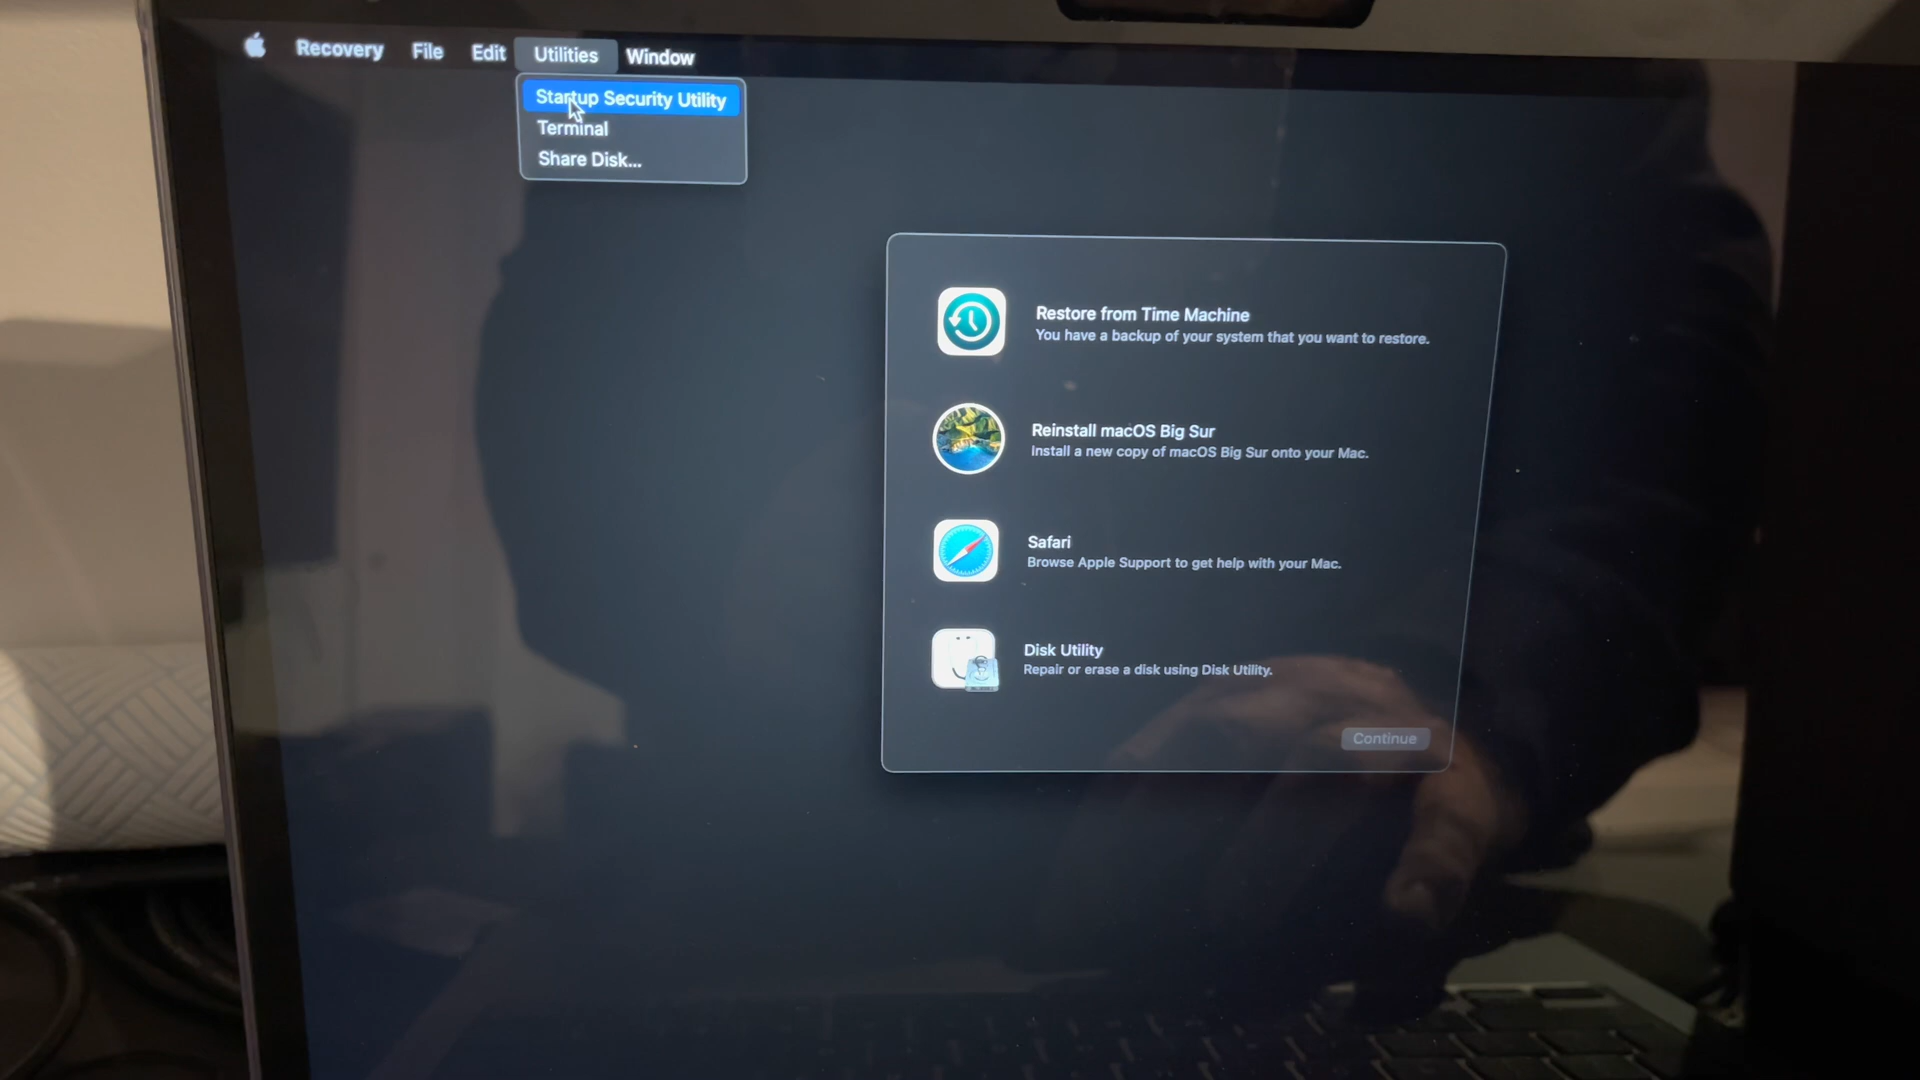 Recovery File Edit Utilities Window
Startup Security Utility
Terminal
Share Disk...
Restore from Time Machine
You have a backup of your system that you want to restore.
Reinstall macOS Big Sur
Install a new copy of macOS Big Sur onto your Mac.
Safari
Browse Apple Support to get help with your Mac.
Disk Utility
Repair or erase a disk using Disk Utility.
Continue